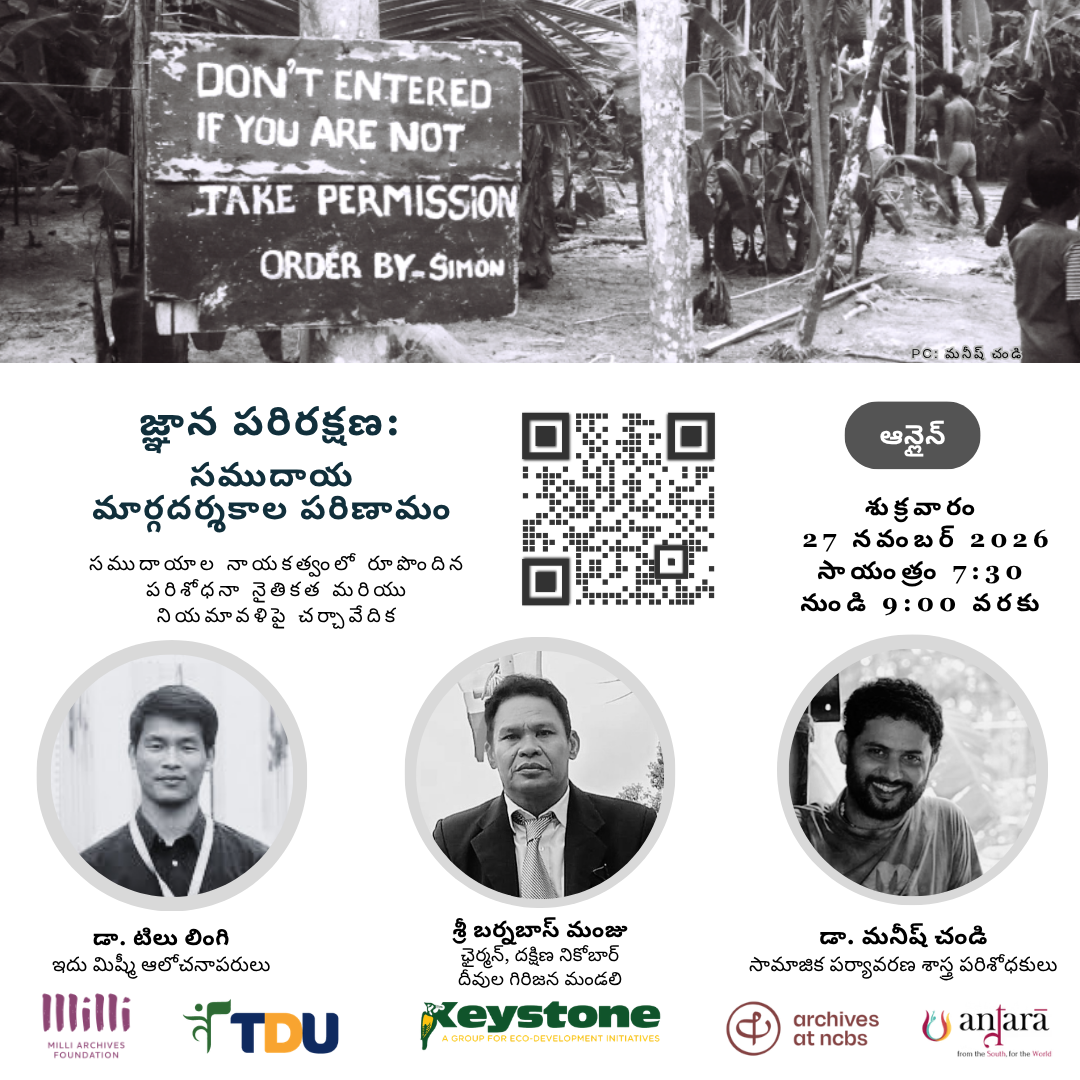 DON'T ENTERED
IF YOU ARE NOT
TAKE PERMISSION
ORDER BY-SIMON
PC: మనీష్ చండి
జ్ఞాన పరిరక్షణ:
సముదాయ
మార్గదర్శకాల పరిణామం
సముదాయాల నాయకత్వంలో రూపొందిన
పరిశోధనా నైతికత మరియు
నియమావళిపై చర్చావేదిక
ఆన్లైన్
శుక్రవారం
27 నవంబర్ 2026
సాయంత్రం 7:30
నుండి 9:00 వరకు
డా. టిలు లింగి
ఇదు మిష్మీ ఆలోచనాపరులు
శ్రీ బర్నబాస్ మంజు
ఛైర్మన్, దక్షిణ నికోబార్
దీవుల గిరిజన మండలి
డా. మనీష్ చండి
సామాజిక పర్యావరణ శాస్త్ర పరిశోధకులు
Milli
MILLI ARCHIVES
FOUNDATION
TDU
Keystone
A GROUP FOR ECO-DEVELOPMENT INITIATIVES
archives
at ncbs
antarā
from the South, for the World